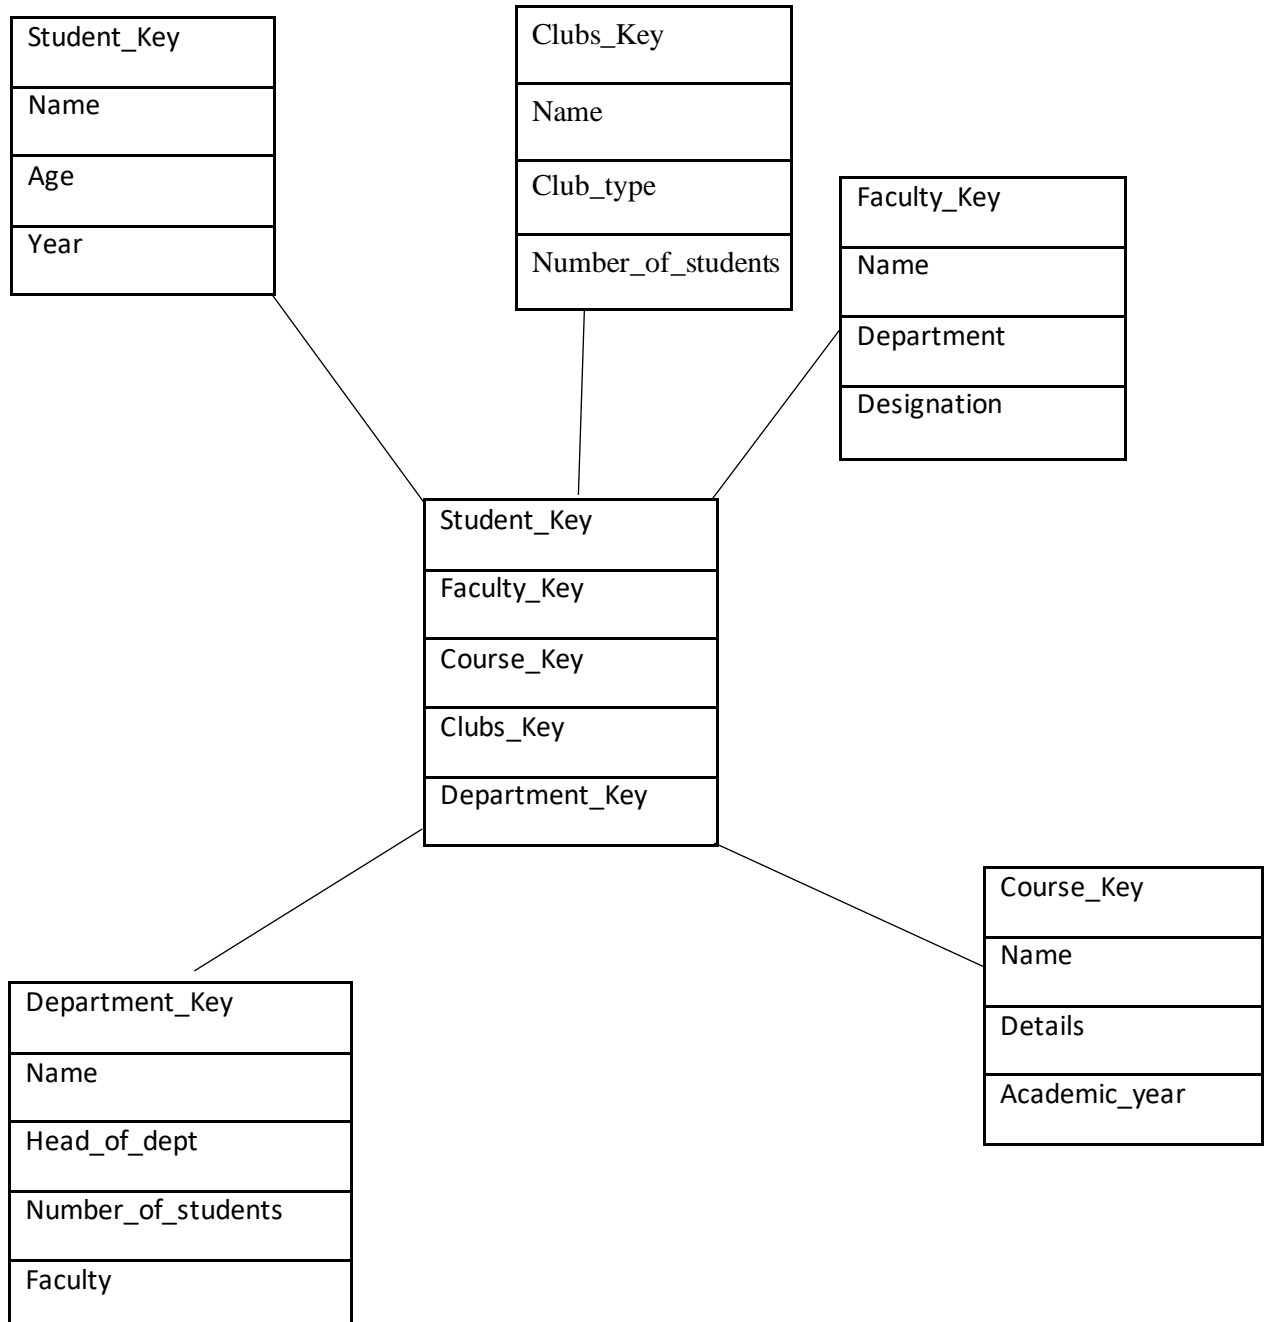 Student_Key
Name
Age
Year
Clubs_Key
Name
Club_type
Number_of_students
Faculty_Key
Name
Department
Designation
Student_Key
Faculty_Key
Course_Key
Clubs_Key
Department_Key
Department_Key
Name
Head_of_dept
Number_of_students
Faculty
Course_Key
Name
Details
Academic_year